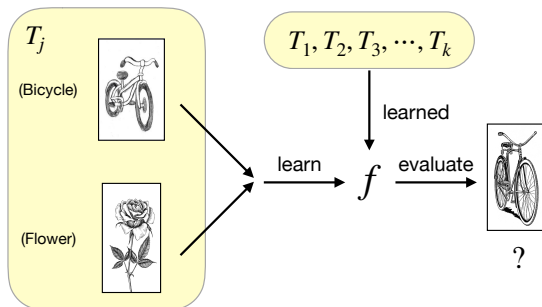 T_j
(Bicycle)
(Flower)
T_1, T_2, T_3, ⋯, T_k
learned
learn
f
evaluate
?